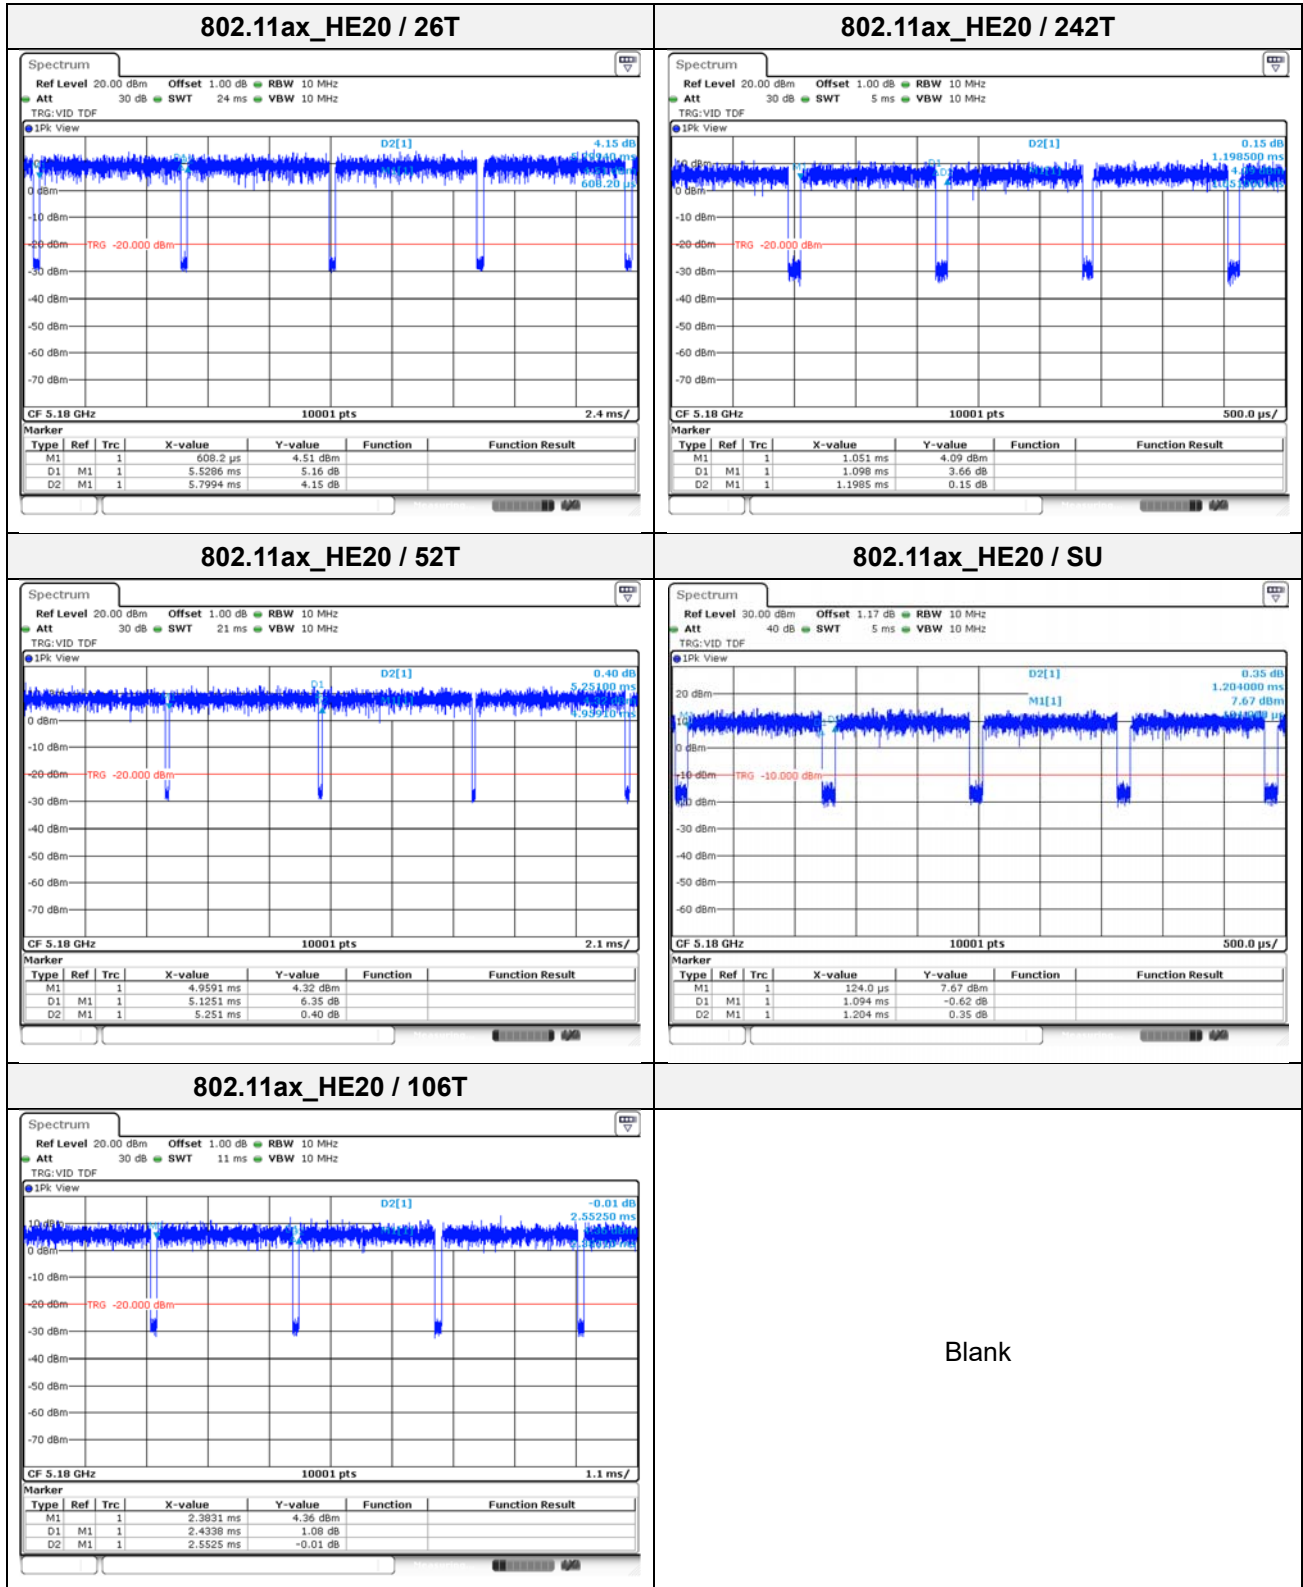 802.11ax_HE20 / 26T
Spectrum
Ref Level 20.00 dBm Offset 1.00 dB RBW 10 MHz
Att 30 dB SWT 24 ms VBW 10 MHz
TRG:VID TDF
1Pk View
D2[1] 4.15 dB
608.20 µs
0 dBm
-10 dBm
-20 dBm TRG -20.000 dBm
-30 dBm
-40 dBm
-50 dBm
-60 dBm
-70 dBm
CF 5.18 GHz 10001 pts 2.4 ms/
Marker
Type Ref Trc X-value Y-value Function Function Result
M1 1 608.2 µs 4.51 dBm
D1 M1 1 5.5286 ms 5.16 dB
D2 M1 1 5.7994 ms 4.15 dB
802.11ax_HE20 / 242T
Spectrum
Ref Level 20.00 dBm Offset 1.00 dB RBW 10 MHz
Att 30 dB SWT 5 ms VBW 10 MHz
TRG:VID TDF
1Pk View
D2[1] 0.15 dB
1.198500 ms
0 dBm
-10 dBm
-20 dBm TRG -20.000 dBm
-30 dBm
-40 dBm
-50 dBm
-60 dBm
-70 dBm
CF 5.18 GHz 10001 pts 500.0 µs/
Marker
Type Ref Trc X-value Y-value Function Function Result
M1 1 1.051 ms 4.09 dBm
D1 M1 1 1.098 ms 3.66 dB
D2 M1 1 1.1985 ms 0.15 dB
802.11ax_HE20 / 52T
Spectrum
Ref Level 20.00 dBm Offset 1.00 dB RBW 10 MHz
Att 30 dB SWT 21 ms VBW 10 MHz
TRG:VID TDF
1Pk View
D2[1] 0.40 dB
5.25100 ms
D1
4.95910 ms
0 dBm
-10 dBm
-20 dBm TRG -20.000 dBm
-30 dBm
-40 dBm
-50 dBm
-60 dBm
-70 dBm
CF 5.18 GHz 10001 pts 2.1 ms/
Marker
Type Ref Trc X-value Y-value Function Function Result
M1 1 4.9591 ms 4.32 dBm
D1 M1 1 5.1251 ms 6.35 dB
D2 M1 1 5.251 ms 0.40 dB
802.11ax_HE20 / SU
Spectrum
Ref Level 30.00 dBm Offset 1.17 dB RBW 10 MHz
Att 40 dB SWT 5 ms VBW 10 MHz
TRG:VID TDF
1Pk View
D2[1] 0.35 dB
1.204000 ms
20 dBm
M1[1] 7.67 dBm
0 dBm
-10 dBm TRG -10.000 dBm
-20 dBm
-30 dBm
-40 dBm
-50 dBm
-60 dBm
CF 5.18 GHz 10001 pts 500.0 µs/
Marker
Type Ref Trc X-value Y-value Function Function Result
M1 1 124.0 µs 7.67 dBm
D1 M1 1 1.094 ms -0.62 dB
D2 M1 1 1.204 ms 0.35 dB
802.11ax_HE20 / 106T
Spectrum
Ref Level 20.00 dBm Offset 1.00 dB RBW 10 MHz
Att 30 dB SWT 11 ms VBW 10 MHz
TRG:VID TDF
1Pk View
D2[1] -0.01 dB
2.55250 ms
10 dBm
0 dBm
-10 dBm
-20 dBm TRG -20.000 dBm
-30 dBm
-40 dBm
-50 dBm
-60 dBm
-70 dBm
CF 5.18 GHz 10001 pts 1.1 ms/
Marker
Type Ref Trc X-value Y-value Function Function Result
M1 1 2.3831 ms 4.36 dBm
D1 M1 1 2.4338 ms 1.08 dB
D2 M1 1 2.5525 ms -0.01 dB
Blank